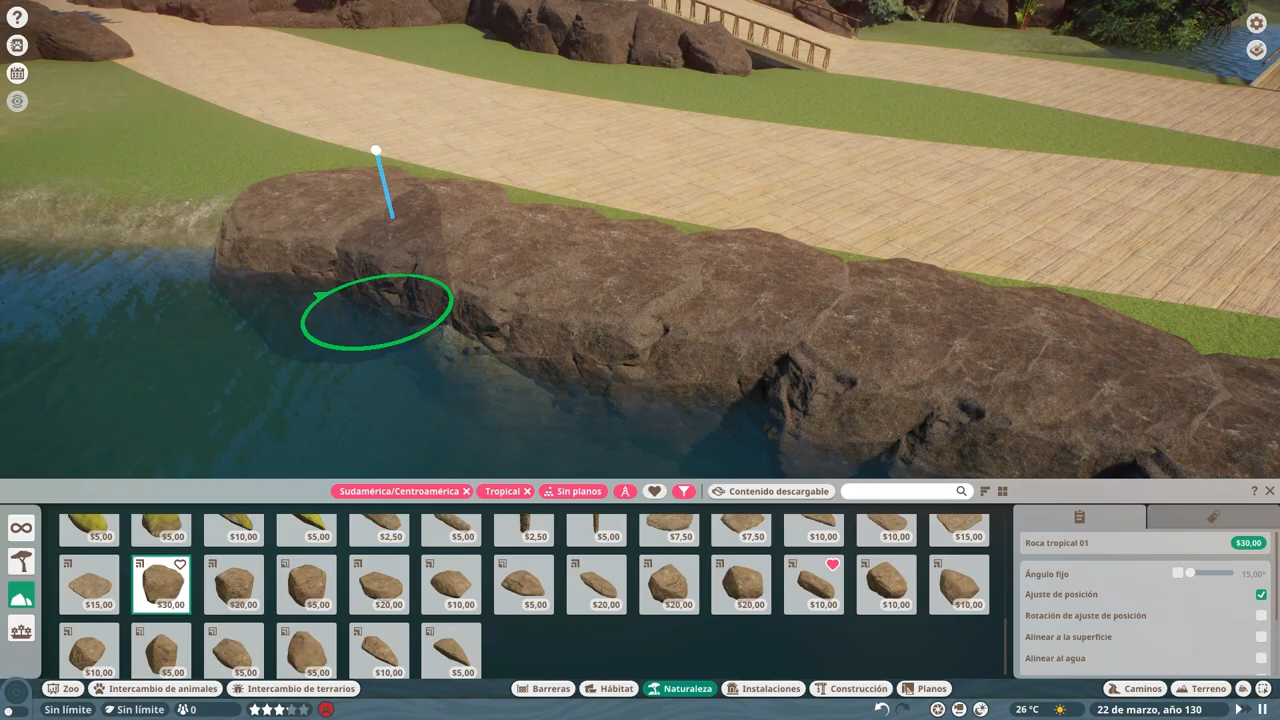 ?
Sudamérica/Centroamérica ×
Tropical ×
Sin planos
Contenido descargable
? ×
$5,00 $5,00 $10,00 $5,00 $2,50 $5,00 $2,50 $5,00 $7,50 $7,50 $10,00 $10,00 $15,00
$15,00 $30,00 $20,00 $5,00 $20,00 $10,00 $5,00 $20,00 $20,00 $20,00 $10,00 $10,00 $10,00
$10,00 $5,00 $5,00 $5,00 $10,00 $5,00
Roca tropical 01 $30,00
Ángulo fijo 15,00°
Ajuste de posición
Rotación de ajuste de posición
Alinear a la superficie
Alinear al agua
Zoo Intercambio de animales Intercambio de terrarios Barreras Hábitat Naturaleza Instalaciones Construcción Planos Caminos Terreno
Sin límite Sin límite 0 26 °C 22 de marzo, año 130